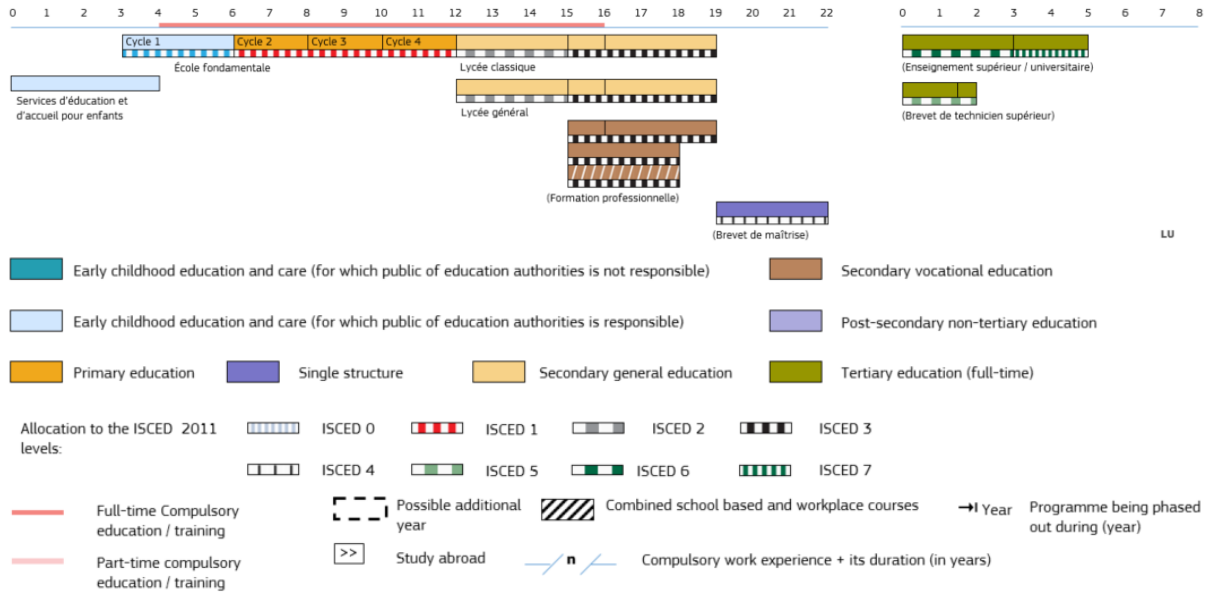 0 1 2 3 4 5 6 7 8 9 10 11 12 13 14 15 16 17 18 19 20 21 22 0 1 2 3 4 5 6 7 8
Cycle 1 Cycle 2 Cycle 3 Cycle 4
École fondamentale Lycée classique (Enseignement supérieur / universitaire)
Services d'éducation et
d'accueil pour enfants
Lycée général (Brevet de technicien supérieur)
(Formation professionnelle)
(Brevet de maîtrise) LU
Early childhood education and care (for which public of education authorities is not responsible) Secondary vocational education
Early childhood education and care (for which public of education authorities is responsible) Post-secondary non-tertiary education
Primary education Single structure Secondary general education Tertiary education (full-time)
Allocation to the ISCED 2011
levels:
ISCED 0 ISCED 1 ISCED 2 ISCED 3
ISCED 4 ISCED 5 ISCED 6 ISCED 7
Full-time Compulsory
education / training
Possible additional
year
Combined school based and workplace courses
Year Programme being phased
out during (year)
Part-time compulsory
education / training
>> Study abroad
n Compulsory work experience + its duration (in years)